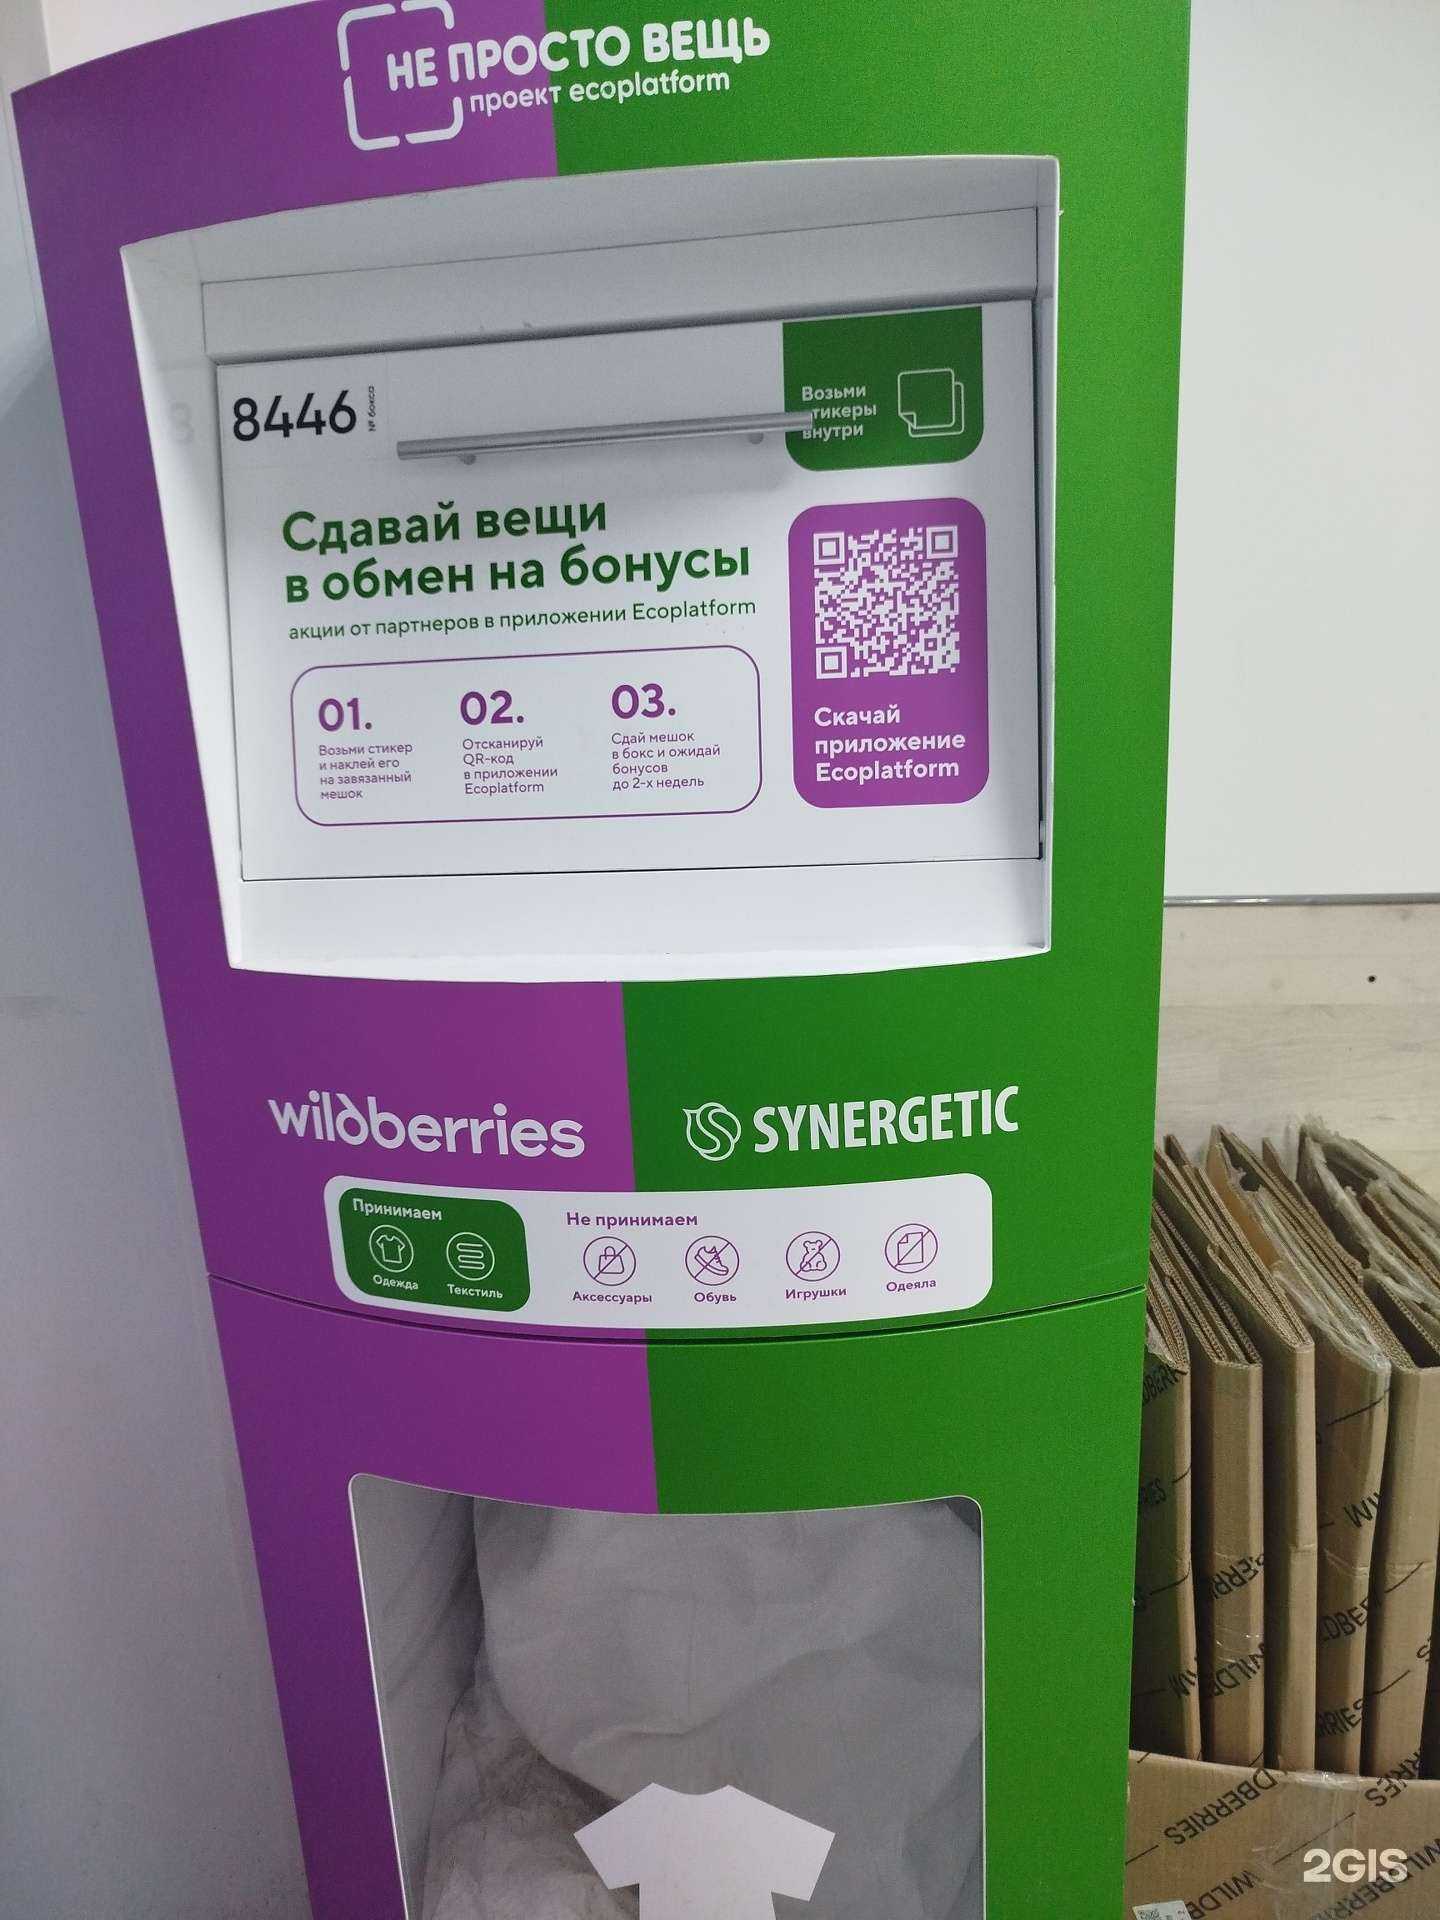 НЕ ПРОСТО ВЕЩЬ
проект ecoplatform
8446
№ бокса
Возьми
стикеры
внутри
Сдавай вещи
в обмен на бонусы
акции от партнеров в приложении Ecoplatform
01.
Возьми стикер
и наклей его
на завязанный
мешок
02.
Отсканируй
QR-код
в приложении
Ecoplatform
03.
Сдай мешок
в бокс и ожидай
бонусов
до 2-х недель
Скачай
приложение
Ecoplatform
wildberries
SYNERGETIC
Принимаем
Одежда
Текстиль
Не принимаем
Аксессуары
Обувь
Игрушки
Одеяла
WILDBERRIES
2GIS